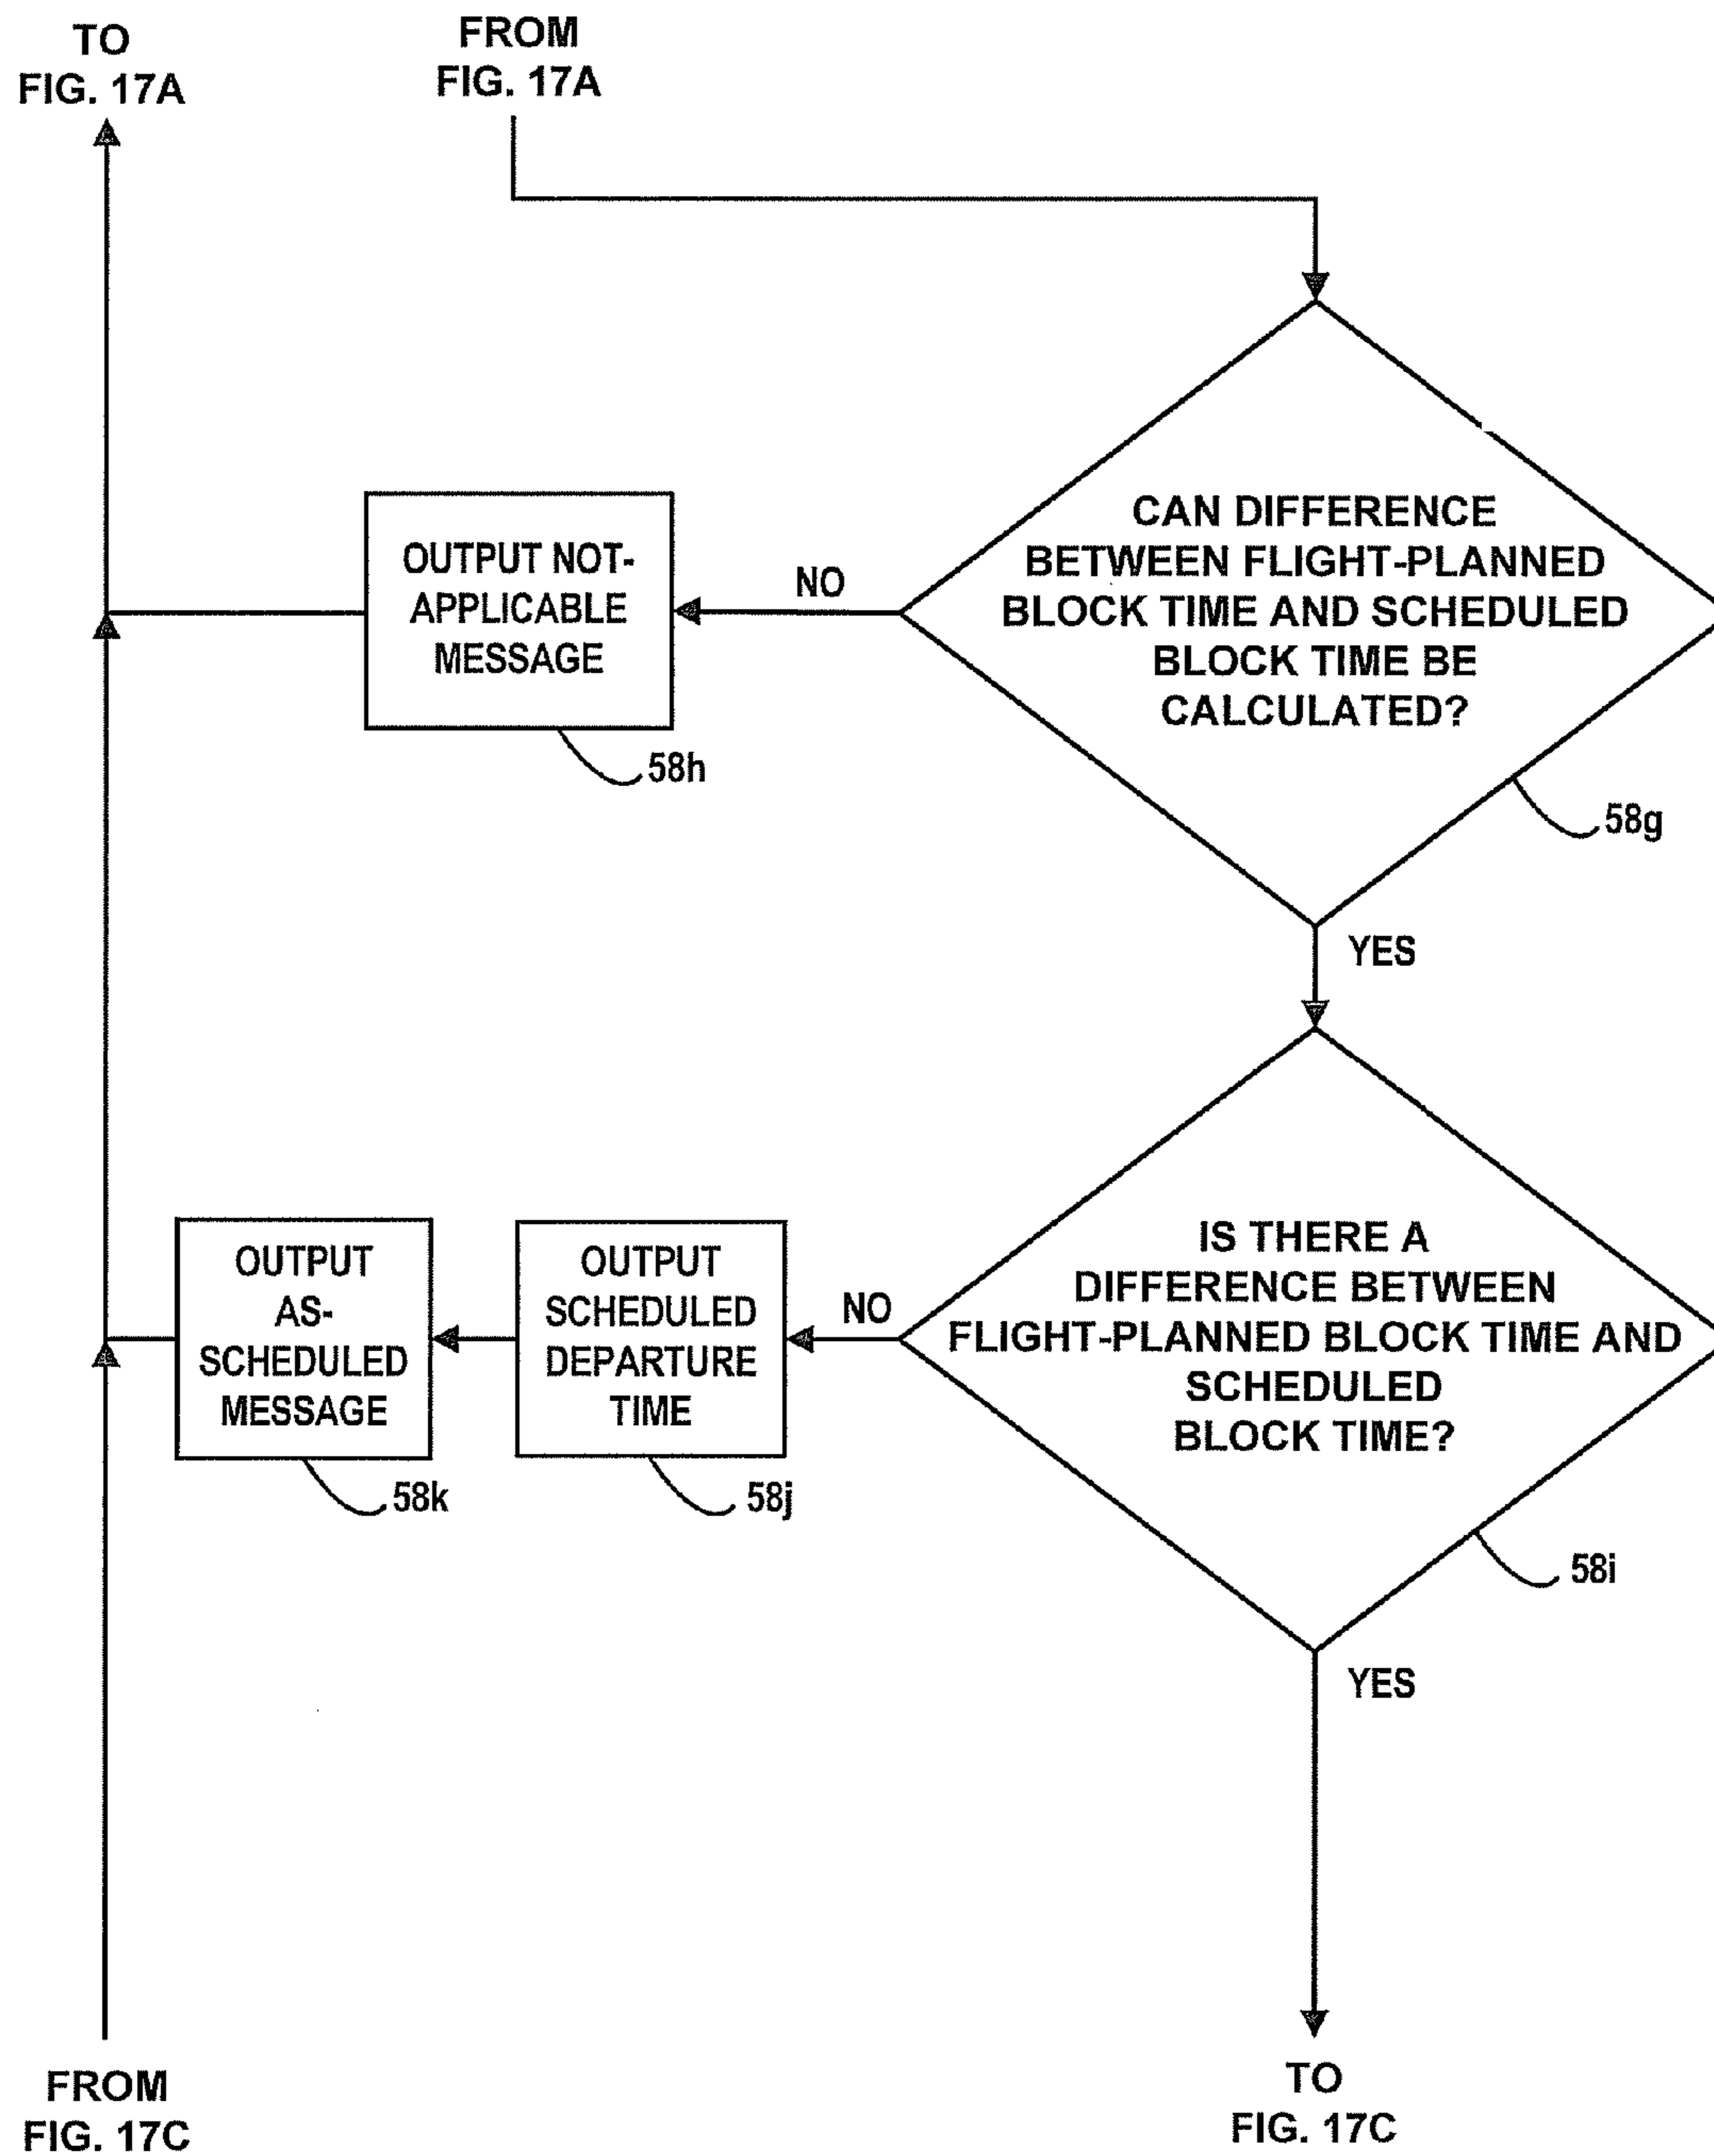 TO
FIG. 17A
FROM
FIG. 17A
CAN DIFFERENCE
BETWEEN FLIGHT-PLANNED
BLOCK TIME AND SCHEDULED
BLOCK TIME BE
CALCULATED?
58g
NO
OUTPUT NOT-
APPLICABLE
MESSAGE
58h
YES
IS THERE A
DIFFERENCE BETWEEN
FLIGHT-PLANNED BLOCK TIME AND
SCHEDULED
BLOCK TIME?
58i
NO
OUTPUT
SCHEDULED
DEPARTURE
TIME
58j
OUTPUT
AS-
SCHEDULED
MESSAGE
58k
YES
FROM
FIG. 17C
TO
FIG. 17C